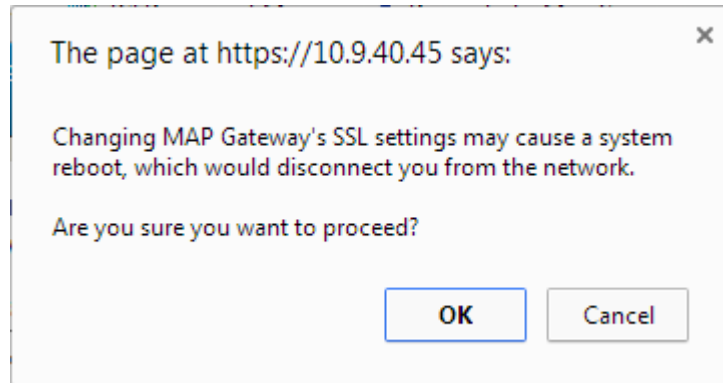 The page at https://10.9.40.45 says:
Changing MAP Gateway's SSL settings may cause a system
reboot, which would disconnect you from the network.
Are you sure you want to proceed?
OK
Cancel